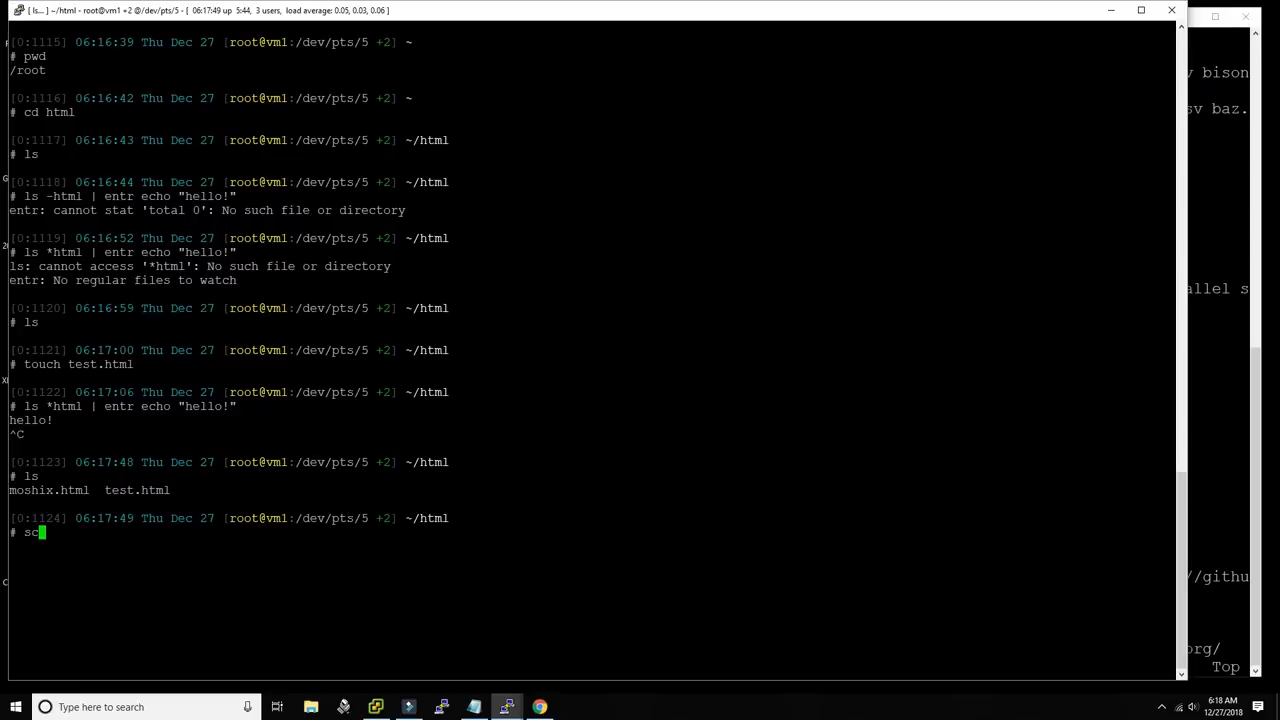 [ ls... ] ~/html - root@vm1 +2 @/dev/pts/5 - [ 06:17:49 up 5:44, 3 users, load average: 0.05, 0.03, 0.06 ]
[0:1115] 06:16:39 Thu Dec 27 [root@vm1:/dev/pts/5 +2] ~
# pwd
/root
[0:1116] 06:16:42 Thu Dec 27 [root@vm1:/dev/pts/5 +2] ~
# cd html
[0:1117] 06:16:43 Thu Dec 27 [root@vm1:/dev/pts/5 +2] ~/html
# ls
[0:1118] 06:16:44 Thu Dec 27 [root@vm1:/dev/pts/5 +2] ~/html
# ls -html | entr echo "hello!"
entr: cannot stat 'total 0': No such file or directory
[0:1119] 06:16:52 Thu Dec 27 [root@vm1:/dev/pts/5 +2] ~/html
# ls *html | entr echo "hello!"
ls: cannot access '*html': No such file or directory
entr: No regular files to watch
[0:1120] 06:16:59 Thu Dec 27 [root@vm1:/dev/pts/5 +2] ~/html
# ls
[0:1121] 06:17:00 Thu Dec 27 [root@vm1:/dev/pts/5 +2] ~/html
# touch test.html
[0:1122] 06:17:06 Thu Dec 27 [root@vm1:/dev/pts/5 +2] ~/html
# ls *html | entr echo "hello!"
hello!
^C
[0:1123] 06:17:48 Thu Dec 27 [root@vm1:/dev/pts/5 +2] ~/html
# ls
moshix.html  test.html
[0:1124] 06:17:49 Thu Dec 27 [root@vm1:/dev/pts/5 +2] ~/html
# sc
v bison
sv baz.
allel s
//githu
org/
Top
Type here to search
6:18 AM
12/27/2018